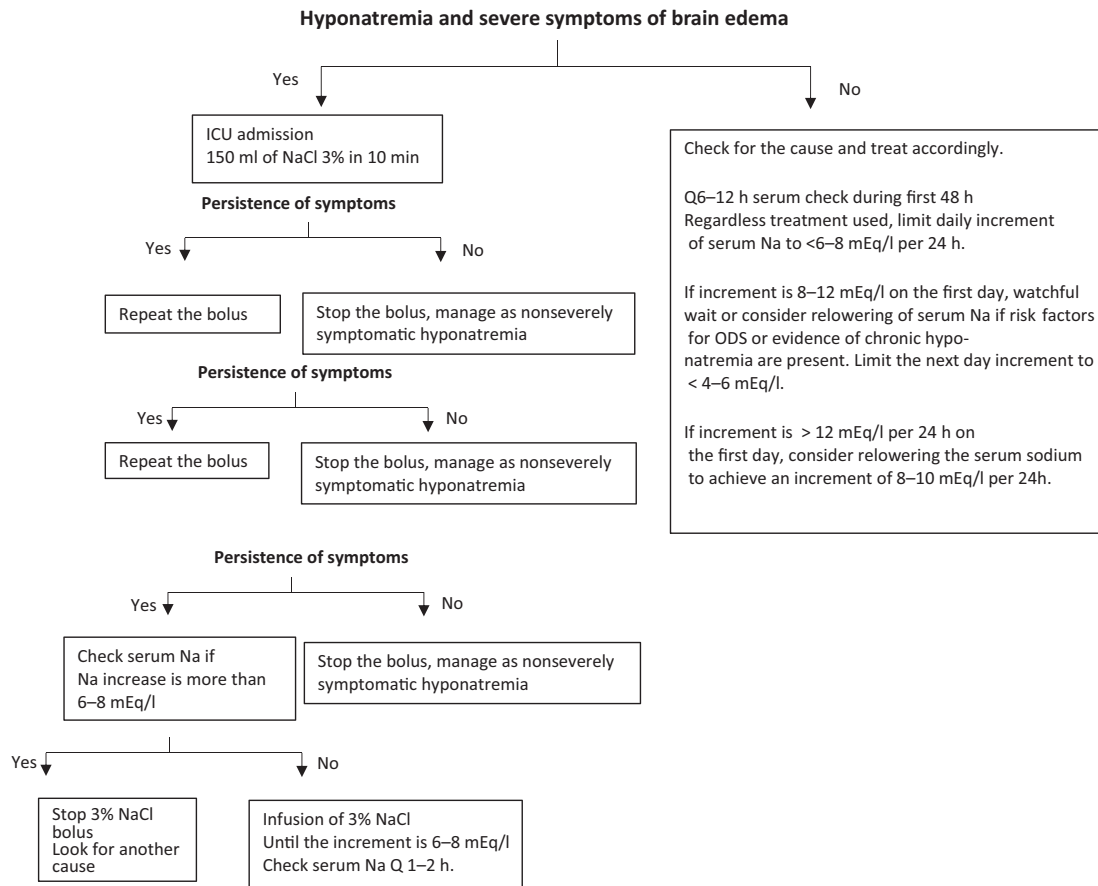 Hyponatremia and severe symptoms of brain edema
Yes
No
ICU admission
150 ml of NaCl 3% in 10 min
Persistence of symptoms
Yes
No
Repeat the bolus
Stop the bolus, manage as nonseverely
symptomatic hyponatremia
Persistence of symptoms
Yes
No
Repeat the bolus
Stop the bolus, manage as nonseverely
symptomatic hyponatremia
Persistence of symptoms
Yes
No
Check serum Na if
Na increase is more than
6–8 mEq/l
Stop the bolus, manage as nonseverely
symptomatic hyponatremia
Yes
No
Stop 3% NaCl
bolus
Look for another
cause
Infusion of 3% NaCl
Until the increment is 6–8 mEq/l
Check serum Na Q 1–2 h.
Check for the cause and treat accordingly.
Q6–12 h serum check during first 48 h
Regardless treatment used, limit daily increment
of serum Na to <6–8 mEq/l per 24 h.
If increment is 8–12 mEq/l on the first day, watchful
wait or consider relowering of serum Na if risk factors
for ODS or evidence of chronic hypo-
natremia are present. Limit the next day increment to
< 4–6 mEq/l.
If increment is > 12 mEq/l per 24 h on
the first day, consider relowering the serum sodium
to achieve an increment of 8–10 mEq/l per 24h.